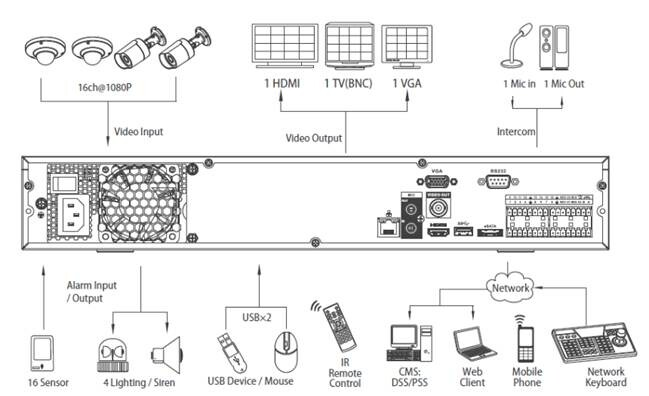 16ch@1080P
1 HDMI
1 TV(BNC)
1 VGA
1 Mic in
1 Mic Out
Video Input
Video Output
Intercom
VGA
RS232
eSATA
Alarm Input
/ Output
USB×2
Network
16 Sensor
4 Lighting / Siren
USB Device / Mouse
IR
Remote
Control
CMS:
DSS/PSS
Web
Client
Mobile
Phone
Network
Keyboard